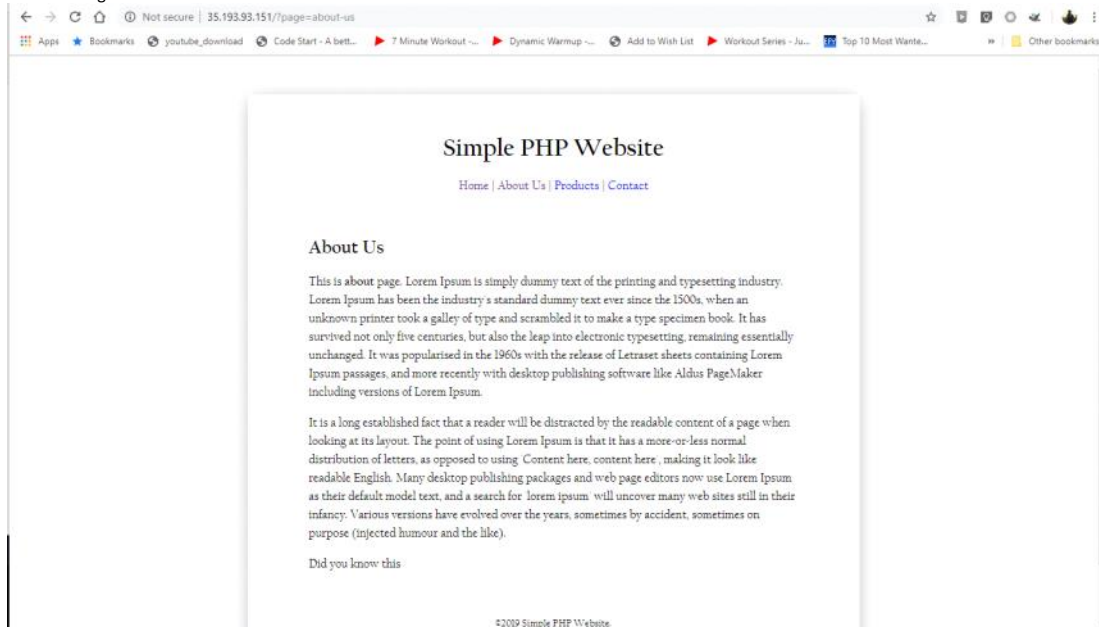 Not secure | 35.193.93.151/?page=about-us
Apps Bookmarks youtube_download Code Start - A bett... 7 Minute Workout -... Dynamic Warmup -... Add to Wish List Workout Series - Ju... Top 10 Most Wante... » Other bookmarks
Simple PHP Website
Home | About Us | Products | Contact
About Us
This is about page. Lorem Ipsum is simply dummy text of the printing and typesetting industry.
Lorem Ipsum has been the industry's standard dummy text ever since the 1500s, when an
unknown printer took a galley of type and scrambled it to make a type specimen book. It has
survived not only five centuries, but also the leap into electronic typesetting, remaining essentially
unchanged. It was popularised in the 1960s with the release of Letraset sheets containing Lorem
Ipsum passages, and more recently with desktop publishing software like Aldus PageMaker
including versions of Lorem Ipsum.
It is a long established fact that a reader will be distracted by the readable content of a page when
looking at its layout. The point of using Lorem Ipsum is that it has a more-or-less normal
distribution of letters, as opposed to using 'Content here, content here', making it look like
readable English. Many desktop publishing packages and web page editors now use Lorem Ipsum
as their default model text, and a search for 'lorem ipsum' will uncover many web sites still in their
infancy. Various versions have evolved over the years, sometimes by accident, sometimes on
purpose (injected humour and the like).
Did you know this
©2019 Simple PHP Website.